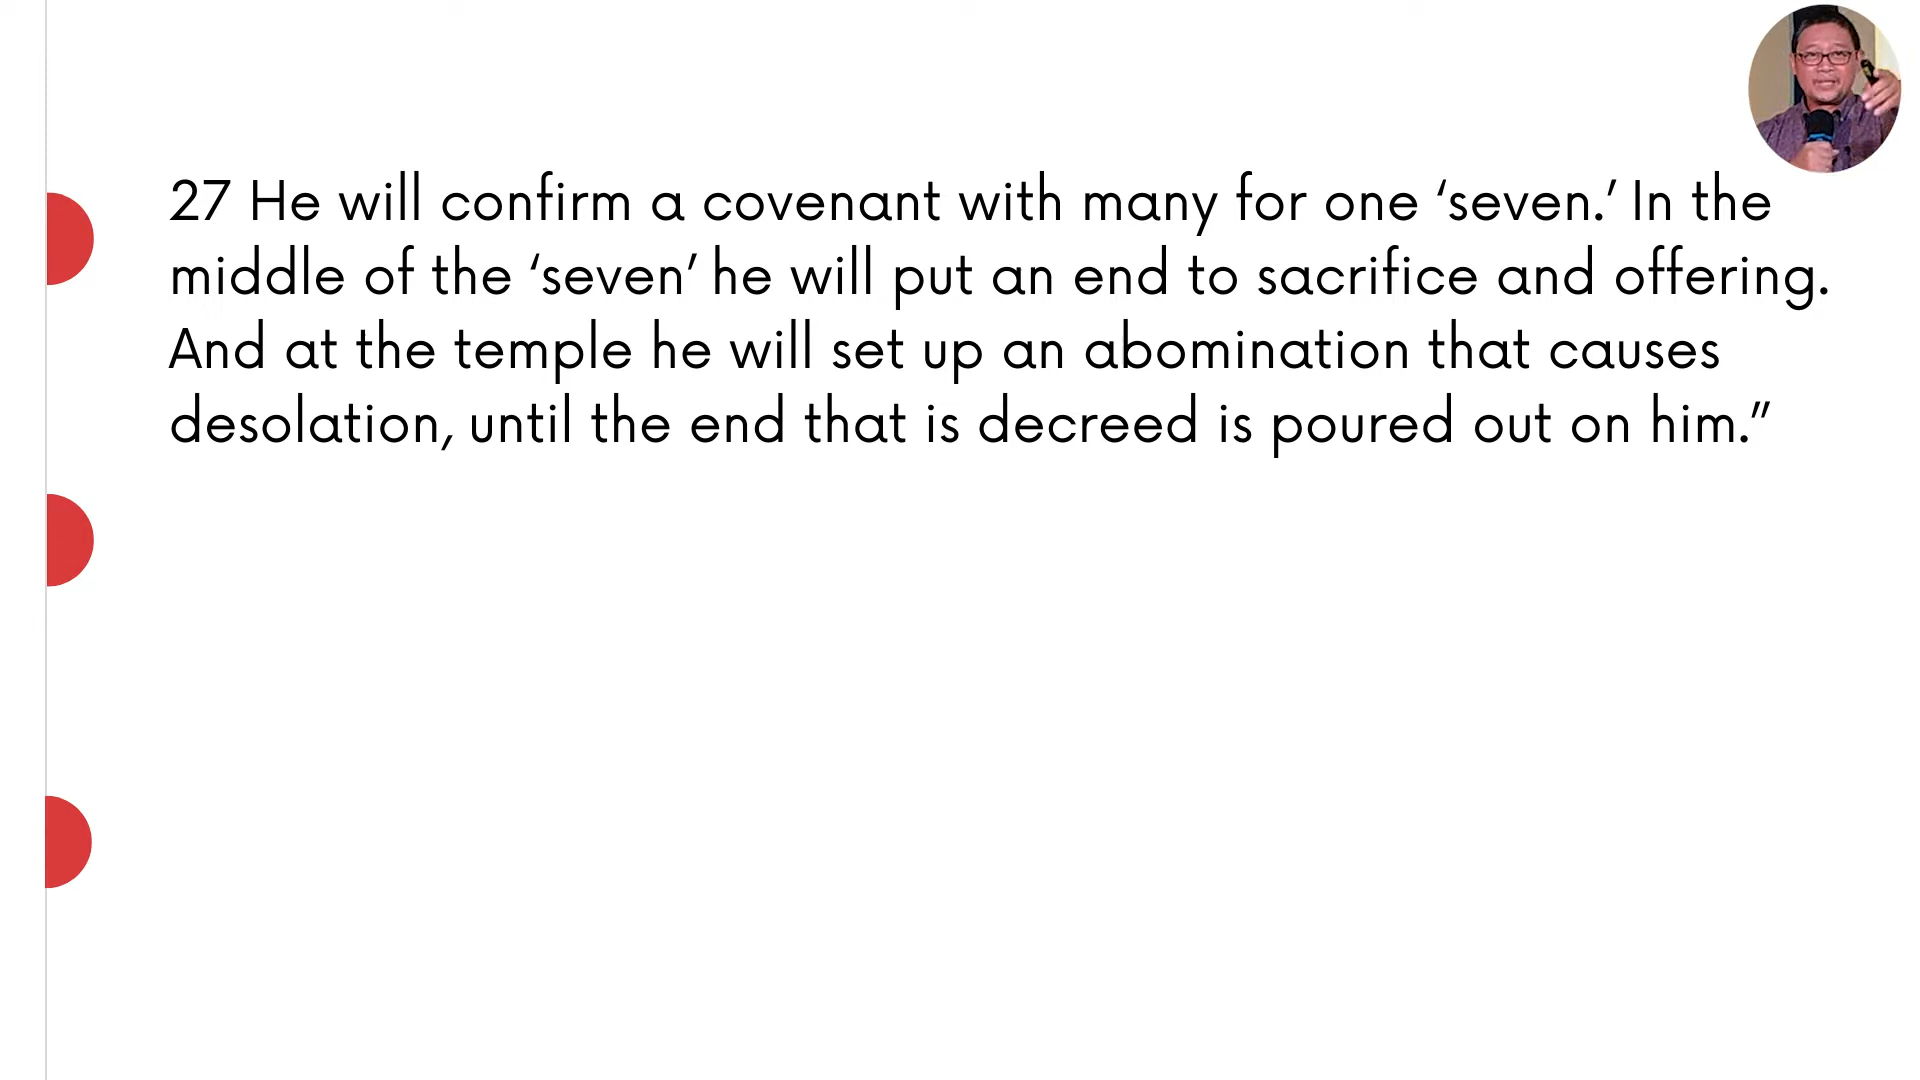 27 He will confirm a covenant with many for one ‘seven.’ In the
middle of the ‘seven’ he will put an end to sacrifice and offering.
And at the temple he will set up an abomination that causes
desolation, until the end that is decreed is poured out on him.”